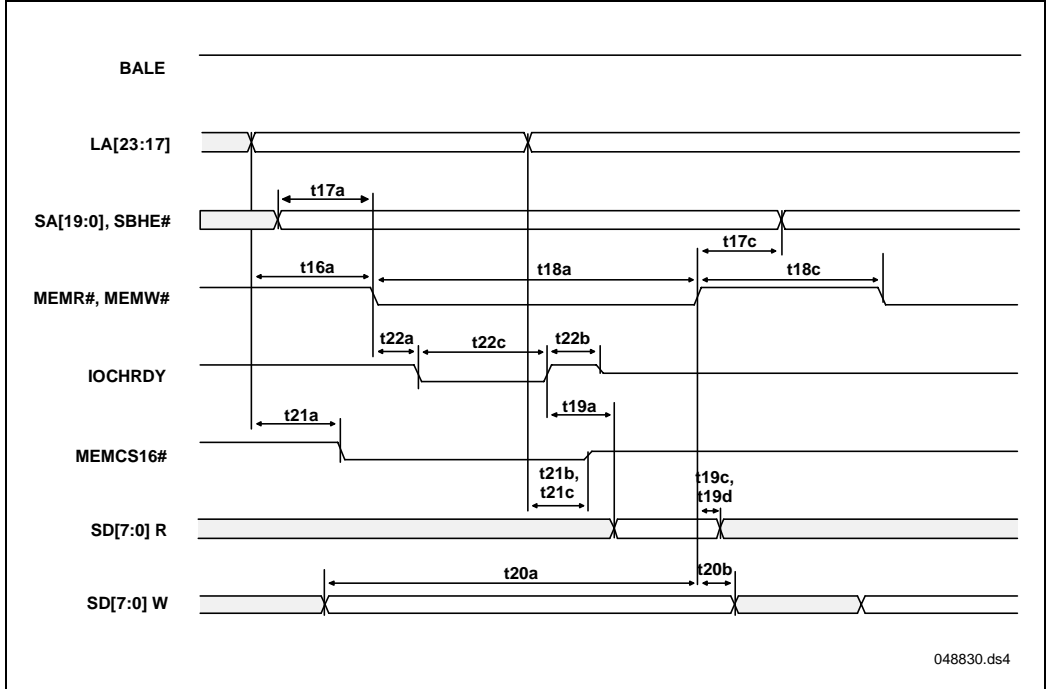 BALE
LA[23:17]
t17a
SA[19:0], SBHE#
t17c
t16a
t18a
t18c
MEMR#, MEMW#
t22a
t22c
t22b
IOCHRDY
t19a
t21a
MEMCS16#
t21b,
t21c
t19c,
t19d
SD[7:0] R
t20a
t20b
SD[7:0] W
048830.ds4